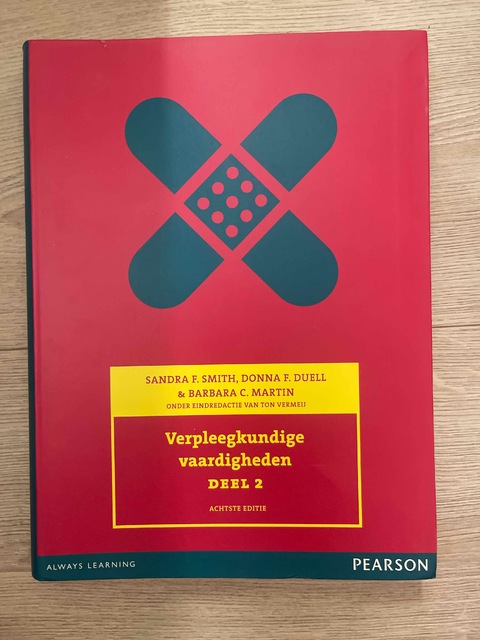 SANDRA F. SMITH, DONNA F. DUELL
& BARBARA C. MARTIN
ONDER EINDREDACTIE VAN TON VERMEIJ
Verpleegkundige
vaardigheden
DEEL 2
ACHTSTE EDITIE
ALWAYS LEARNING
PEARSON